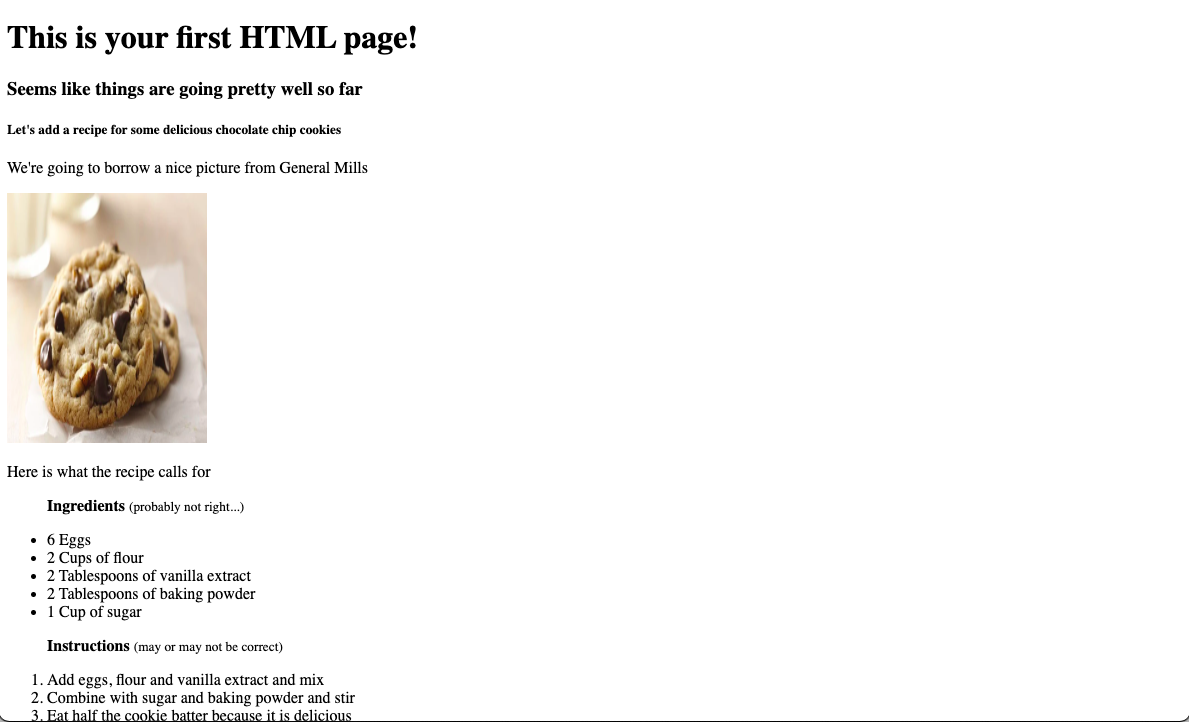 This is your first HTML page!
Seems like things are going pretty well so far
Let's add a recipe for some delicious chocolate chip cookies
We're going to borrow a nice picture from General Mills
Here is what the recipe calls for
Ingredients (probably not right...)
• 6 Eggs
• 2 Cups of flour
• 2 Tablespoons of vanilla extract
• 2 Tablespoons of baking powder
• 1 Cup of sugar
Instructions (may or may not be correct)
1. Add eggs, flour and vanilla extract and mix
2. Combine with sugar and baking powder and stir
3. Eat half the cookie batter because it is delicious